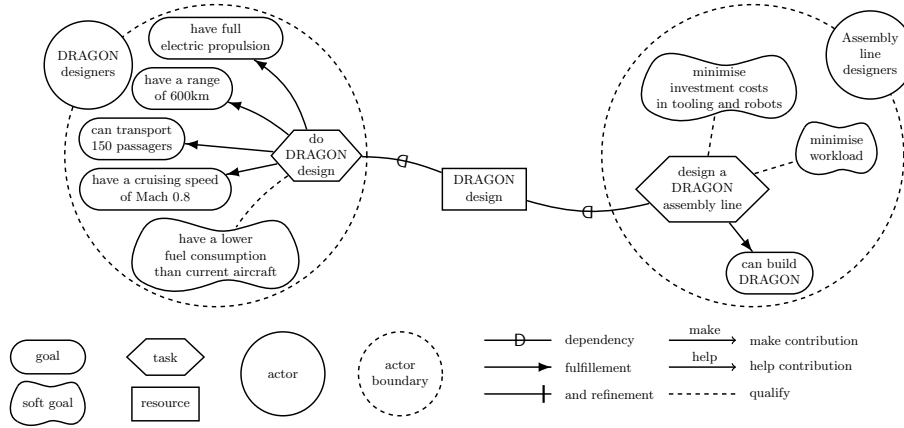 DRAGON
designers
have full
electric propulsion
have a range
of 600km
can transport
150 passagers
have a cruising speed
of Mach 0.8
have a lower
fuel consumption
than current aircraft
do
DRAGON
design
D
DRAGON
design
D
Assembly
line
designers
minimise
investment costs
in tooling and robots
minimise
workload
design a
DRAGON
assembly line
can build
DRAGON
goal
soft goal
task
resource
actor
actor
boundary
D
dependency
fulfillment
and refinement
make
make contribution
help
help contribution
qualify